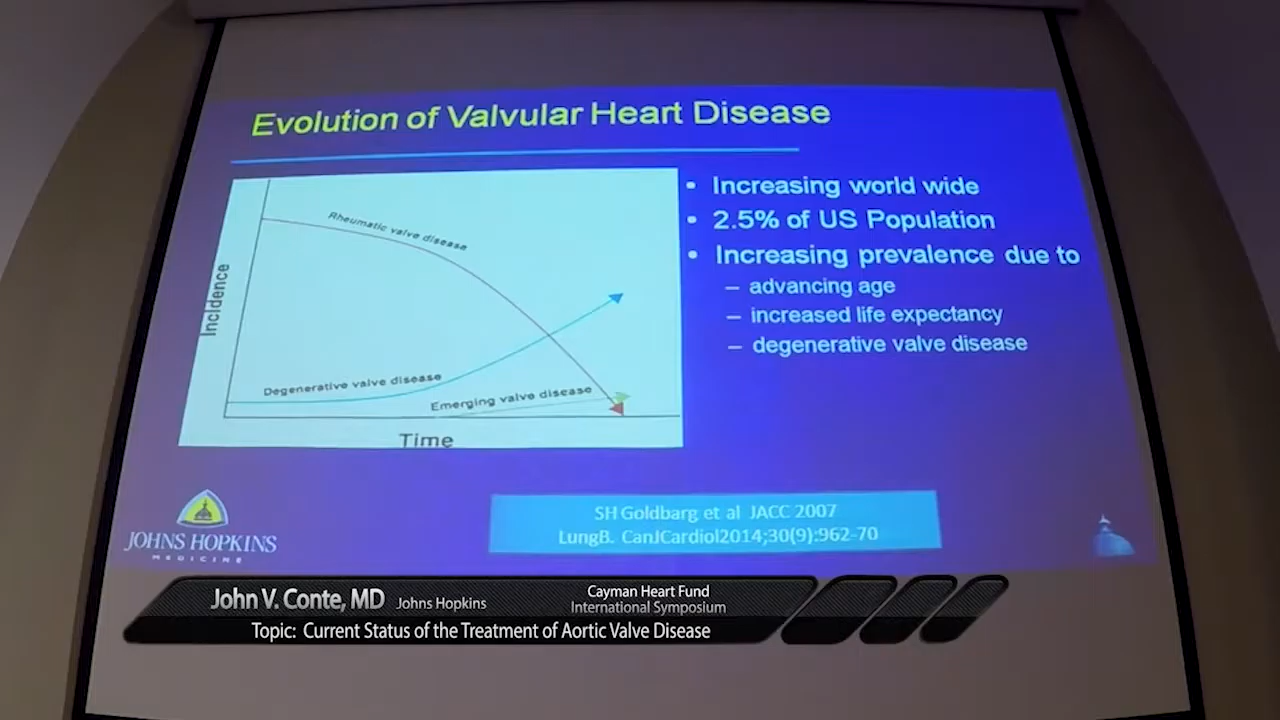 Evolution of Valvular Heart Disease
Incidence
Rheumatic valve disease
Degenerative valve disease
Emerging valve disease
Time
• Increasing world wide
• 2.5% of US Population
• Increasing prevalence due to
– advancing age
– increased life expectancy
– degenerative valve disease
JOHNS HOPKINS
MEDICINE
SH Goldbarg et al JACC 2007
LungB. CanJCardiol2014;30(9):962-70
John V. Conte, MD Johns Hopkins
Cayman Heart Fund
International Symposium
Topic: Current Status of the Treatment of Aortic Valve Disease